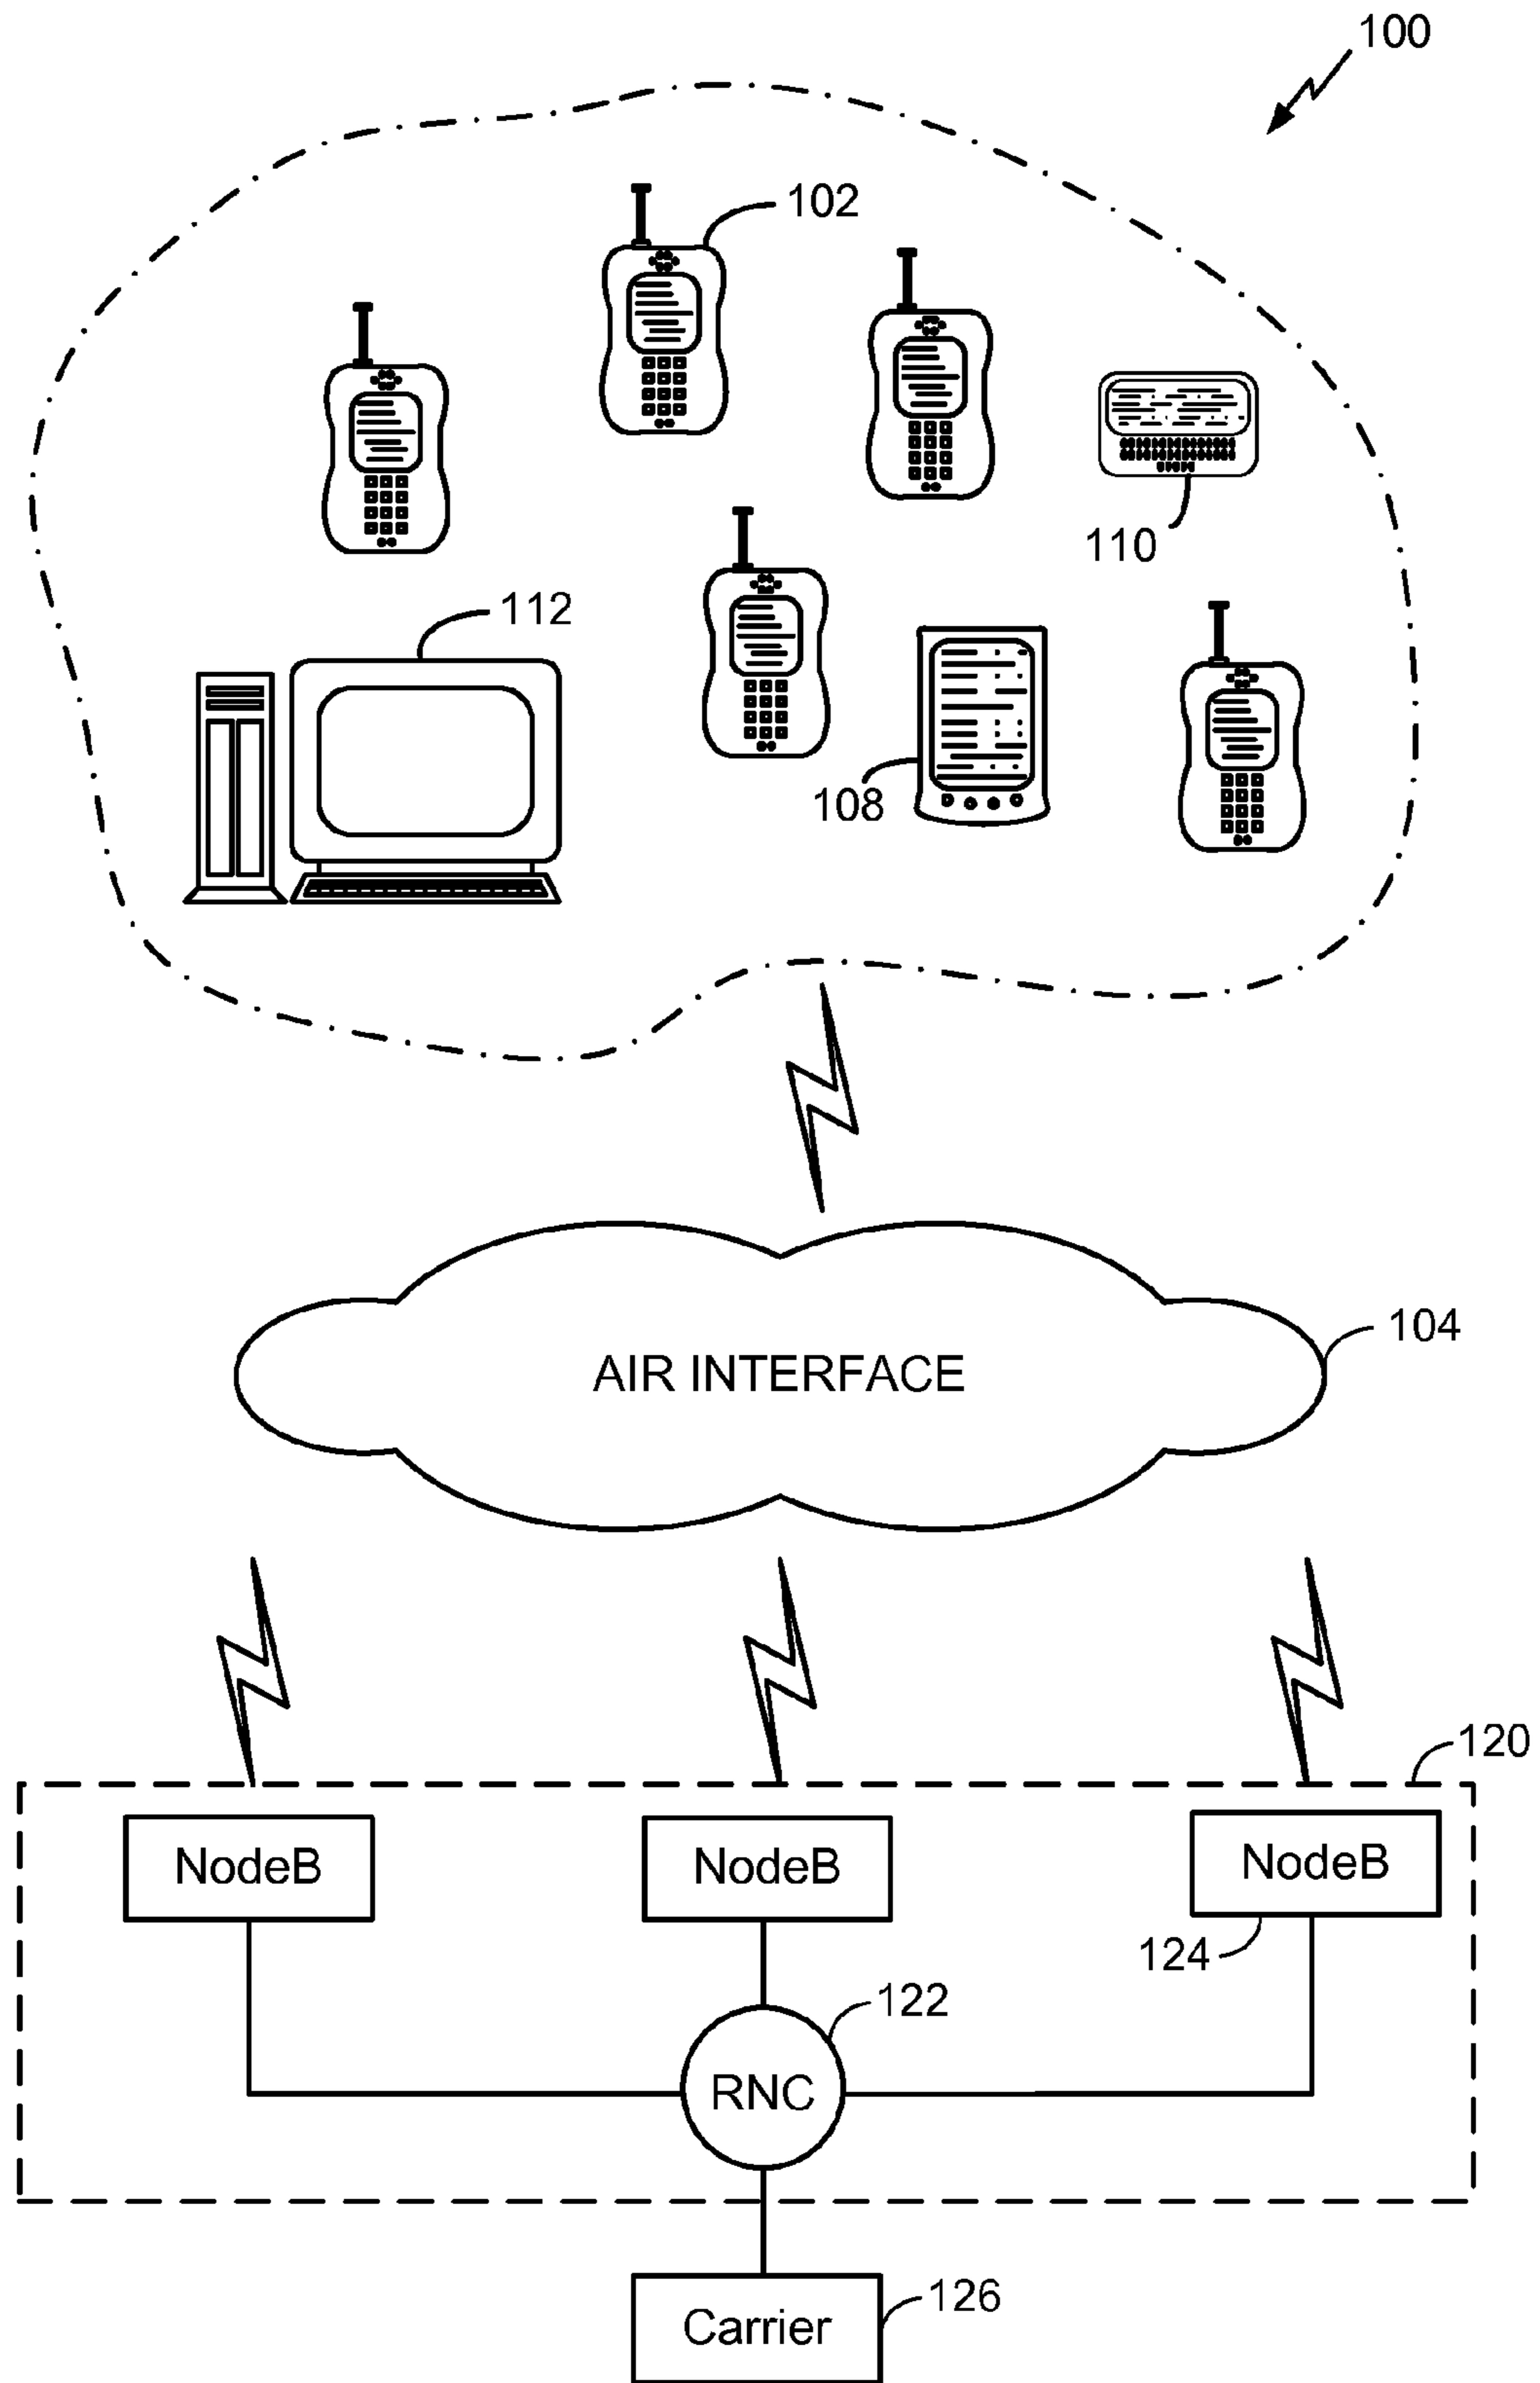 100
102
110
112
108
104
AIR INTERFACE
120
NodeB
NodeB
NodeB
124
122
RNC
126
Carrier